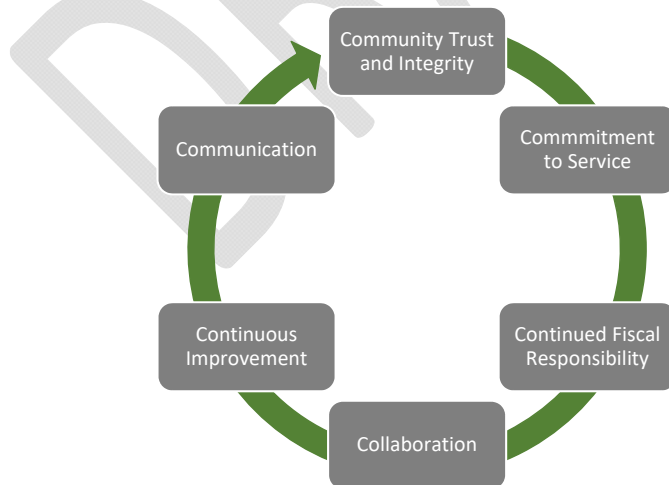 Community Trust
and Integrity
Commmitment
to Service
Continued Fiscal
Responsibility
Collaboration
Continuous
Improvement
Communication